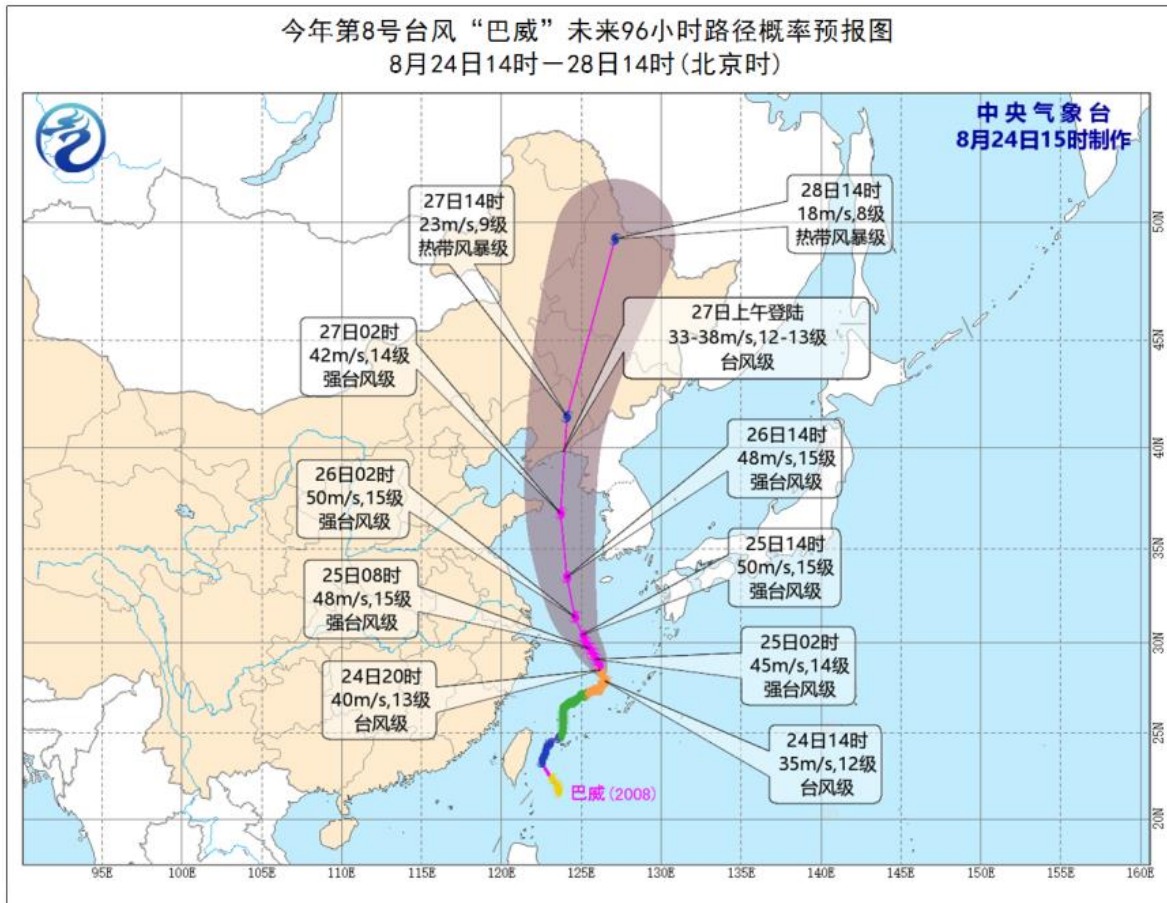 今年第8号台风“巴威”未来96小时路径概率预报图
8月24日14时—28日14时(北京时)
中央气象台
8月24日15时制作
27日14时
23m/s,9级
热带风暴级
28日14时
18m/s,8级
热带风暴级
50N
27日上午登陆
33-38m/s,12-13级
台风级
27日02时
42m/s,14级
强台风级
45N
26日14时
48m/s,15级
强台风级
40N
26日02时
50m/s,15级
强台风级
25日14时
50m/s,15级
强台风级
35N
25日08时
48m/s,15级
强台风级
30N
25日02时
45m/s,14级
强台风级
24日20时
40m/s,13级
台风级
25N
24日14时
35m/s,12级
台风级
巴威(2008)
20N
95E 100E 105E 110E 115E 120E 125E 130E 135E 140E 145E 150E 155E 160E